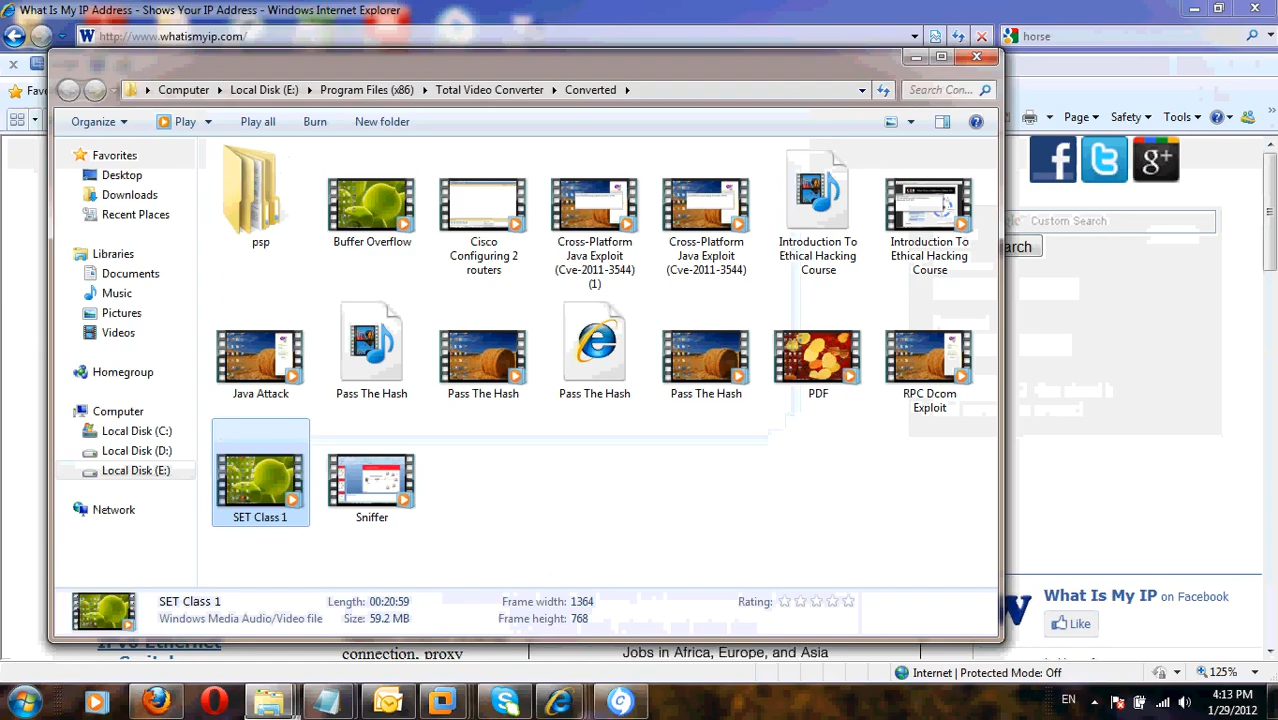 What Is My IP Address - Shows Your IP Address - Windows Internet Explorer
http://www.whatismyip.com/
horse
Computer
Local Disk (E:)
Program Files (x86)
Total Video Converter
Converted
Search Con...
Organize
Play
Play all
Burn
New folder
Page
Safety
Tools
Favorites
Desktop
Downloads
Recent Places
Libraries
Documents
Music
Pictures
Videos
Homegroup
Computer
Local Disk (C:)
Local Disk (D:)
Local Disk (E:)
Network
psp
Buffer Overflow
Cisco
Configuring 2
routers
Cross-Platform
Java Exploit
(Cve-2011-3544)
(1)
Cross-Platform
Java Exploit
(Cve-2011-3544)
Introduction To
Ethical Hacking
Course
Introduction To
Ethical Hacking
Course
Java Attack
Pass The Hash
Pass The Hash
Pass The Hash
Pass The Hash
PDF
RPC Dcom
Exploit
SET Class 1
Sniffer
SET Class 1
Windows Media Audio/Video file
Length: 00:20:59
Size: 59.2 MB
Frame width: 1364
Frame height: 768
Rating:
Custom Search
What Is My IP on Facebook
Like
connection, proxy
Jobs in Africa, Europe, and Asia
Internet | Protected Mode: Off
125%
EN
4:13 PM
1/29/2012